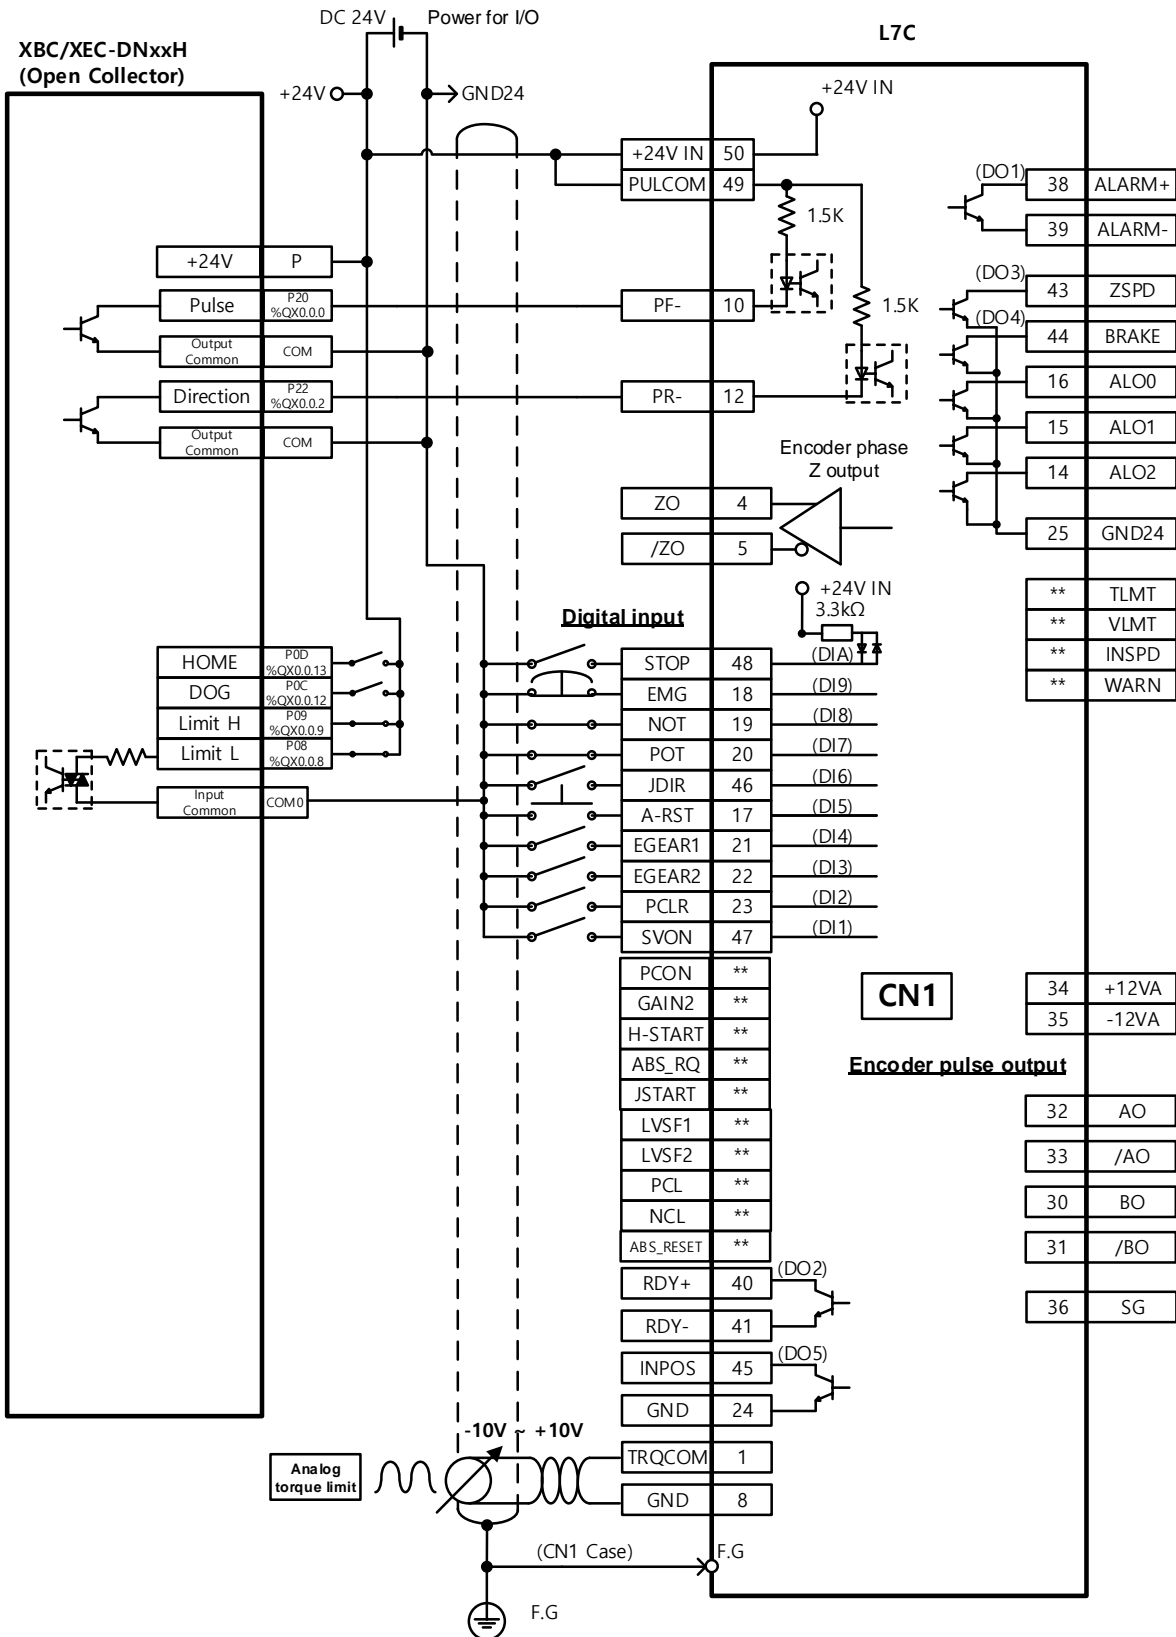 DC 24V
Power for I/O
XBC/XEC-DNxxH
(Open Collector)
L7C
+24V
GND24
+24V IN
+24V IN 50
PULCOM 49
1.5K
1.5K
(DO1)
38 ALARM+
39 ALARM-
+24V P
Pulse P20 %QX0.0.0
Output Common COM
Direction P22 %QX0.0.2
Output Common COM
PF- 10
PR- 12
(DO3)
43 ZSPD
(DO4)
44 BRAKE
16 ALO0
15 ALO1
14 ALO2
25 GND24
Encoder phase
Z output
ZO 4
/ZO 5
+24V IN
3.3kΩ
** TLMT
** VLMT
** INSPD
** WARN
Digital input
HOME P0D %QX0.0.13
DOG P0C %QX0.0.12
Limit H P09 %QX0.0.9
Limit L P08 %QX0.0.8
Input Common COM0
STOP 48 (DIA)
EMG 18 (DI9)
NOT 19 (DI8)
POT 20 (DI7)
JDIR 46 (DI6)
A-RST 17 (DI5)
EGEAR1 21 (DI4)
EGEAR2 22 (DI3)
PCLR 23 (DI2)
SVON 47 (DI1)
PCON **
GAIN2 **
H-START **
ABS_RQ **
JSTART **
LVSF1 **
LVSF2 **
PCL **
NCL **
ABS_RESET **
CN1
34 +12VA
35 -12VA
Encoder pulse output
32 AO
33 /AO
30 BO
31 /BO
36 SG
RDY+ 40 (DO2)
RDY- 41
INPOS 45 (DO5)
GND 24
-10V ~ +10V
Analog
torque limit
TRQCOM 1
GND 8
(CN1 Case)
F.G
F.G